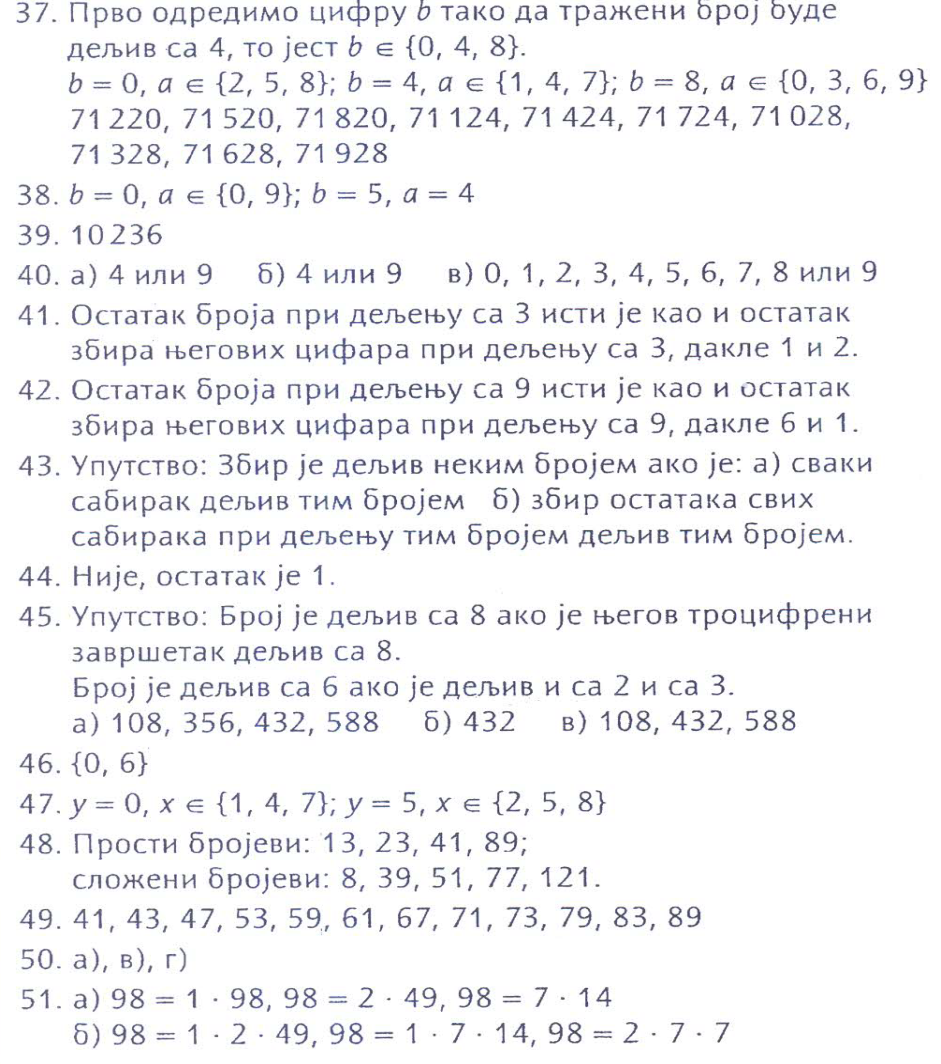 37. Прво одредимо цифру b тако да тражени број буде
дељив са 4, то јест b ∈ {0, 4, 8}.
b = 0, a ∈ {2, 5, 8}; b = 4, a ∈ {1, 4, 7}; b = 8, a ∈ {0, 3, 6, 9}
71 220, 71 520, 71 820, 71 124, 71 424, 71 724, 71 028,
71 328, 71 628, 71 928
38. b = 0, a ∈ {0, 9}; b = 5, a = 4
39. 10 236
40. а) 4 или 9 б) 4 или 9 в) 0, 1, 2, 3, 4, 5, 6, 7, 8 или 9
41. Остатак броја при дељењу са 3 исти је као и остатак
збира његових цифара при дељењу са 3, дакле 1 и 2.
42. Остатак броја при дељењу са 9 исти је као и остатак
збира његових цифара при дељењу са 9, дакле 6 и 1.
43. Упутство: Збир је дељив неким бројем ако је: а) сваки
сабирак дељив тим бројем б) збир остатака свих
сабирака при дељењу тим бројем дељив тим бројем.
44. Није, остатак је 1.
45. Упутство: Број је дељив са 8 ако је његов троцифрени
завршетак дељив са 8.
Број је дељив са 6 ако је дељив и са 2 и са 3.
а) 108, 356, 432, 588 б) 432 в) 108, 432, 588
46. {0, 6}
47. y = 0, x ∈ {1, 4, 7}; y = 5, x ∈ {2, 5, 8}
48. Прости бројеви: 13, 23, 41, 89;
сложени бројеви: 8, 39, 51, 77, 121.
49. 41, 43, 47, 53, 59, 61, 67, 71, 73, 79, 83, 89
50. а), в), г)
51. а) 98 = 1 · 98, 98 = 2 · 49, 98 = 7 · 14
б) 98 = 1 · 2 · 49, 98 = 1 · 7 · 14, 98 = 2 · 7 · 7